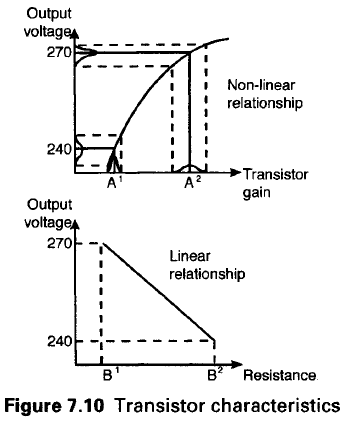 Output
voltage
270
240
Non-linear
relationship
A¹
A²
Transistor
gain
Output
voltage
270
240
Linear
relationship
B¹
B²
Resistance
Figure 7.10 Transistor characteristics